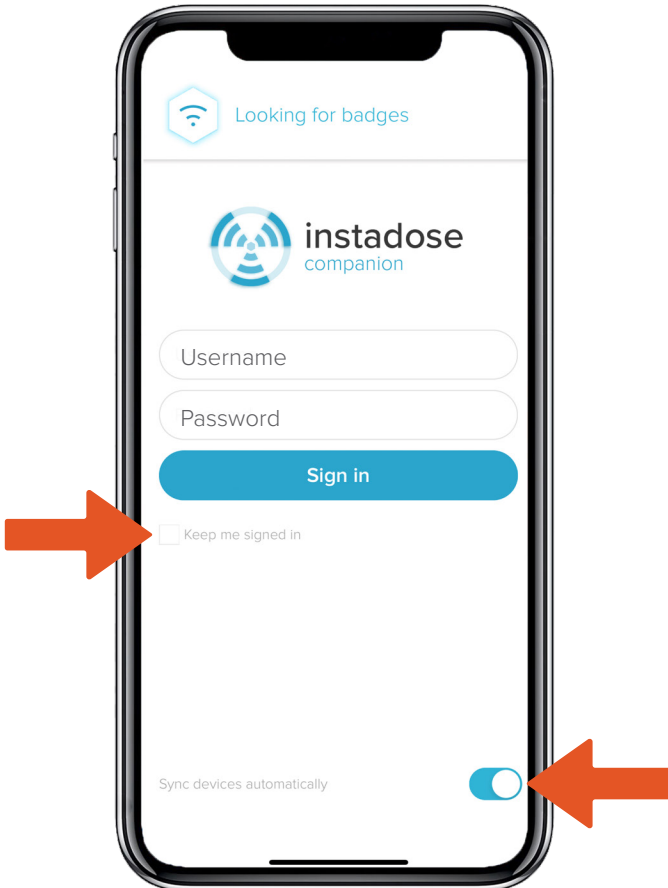 Looking for badges
instadose
companion
Username
Password
Sign in
Keep me signed in
Sync devices automatically